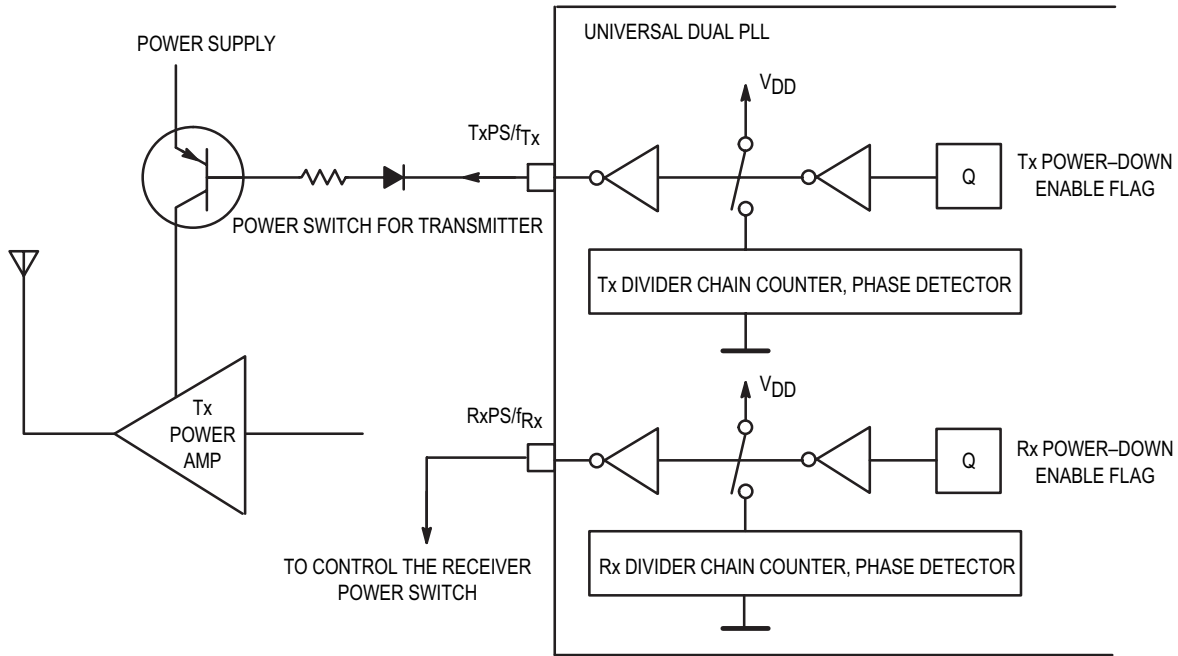 UNIVERSAL DUAL PLL
POWER SUPPLY
VDD
TxPS/fTx
Q
Tx POWER–DOWN
ENABLE FLAG
POWER SWITCH FOR TRANSMITTER
Tx DIVIDER CHAIN COUNTER, PHASE DETECTOR
VDD
Tx
POWER
AMP
RxPS/fRx
Q
Rx POWER–DOWN
ENABLE FLAG
TO CONTROL THE RECEIVER
POWER SWITCH
Rx DIVIDER CHAIN COUNTER, PHASE DETECTOR